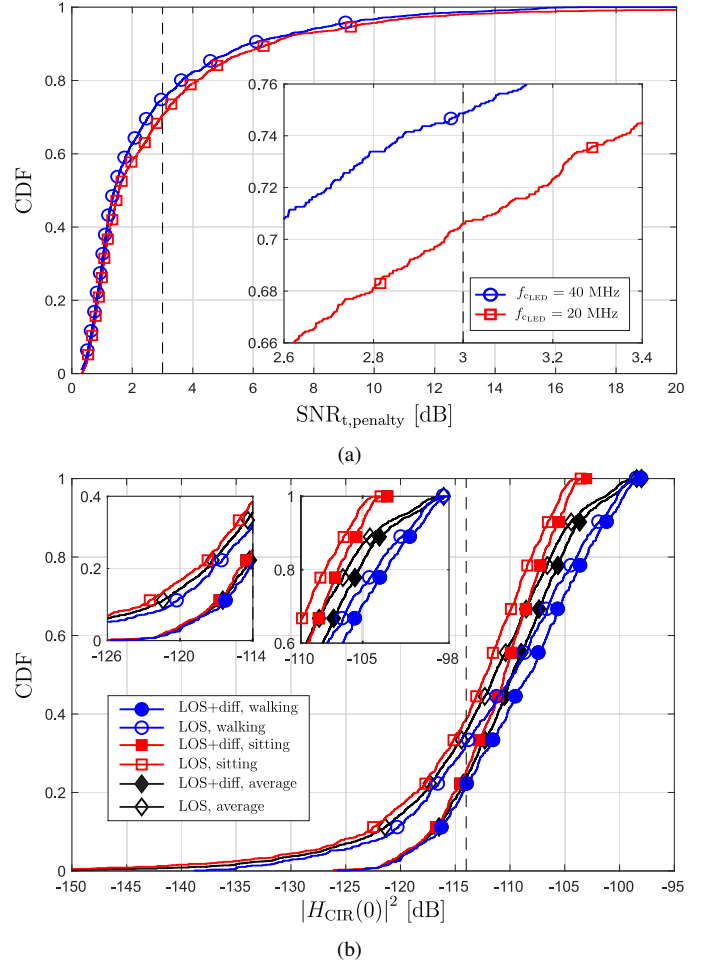 1
0.8
0.6
0.4
0.2
0
CDF
0.76
0.74
0.72
0.7
0.68
0.66
2.6 2.8 3 3.2 3.4
f_cLED = 40 MHz
f_cLED = 20 MHz
0 2 4 6 8 10 12 14 16 18 20
SNR_t,penalty [dB]
(a)
1
0.8
0.6
0.4
0.2
0
CDF
0.4
0.2
0
-126 -120 -114
1
0.9
0.8
0.7
0.6
-110 -105 -98
LOS+diff, walking
LOS, walking
LOS+diff, sitting
LOS, sitting
LOS+diff, average
LOS, average
-150 -145 -140 -135 -130 -125 -120 -115 -110 -105 -100 -95
|H_CIR(0)|² [dB]
(b)